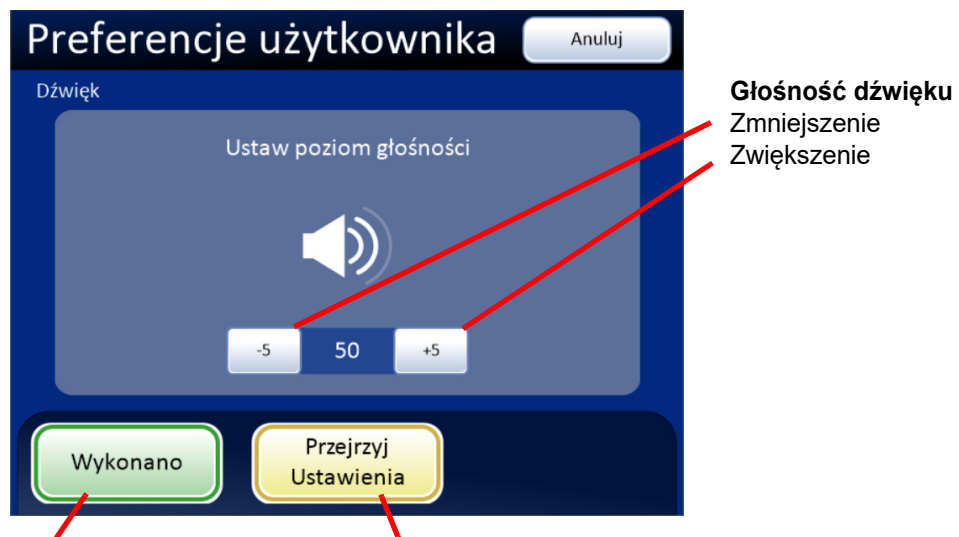 Preferencje użytkownika
Anuluj
Dźwięk
Ustaw poziom głośności
-5
50
+5
Wykonano
Przejrzyj
Ustawienia
Głośność dźwięku
Zmniejszenie
Zwiększenie